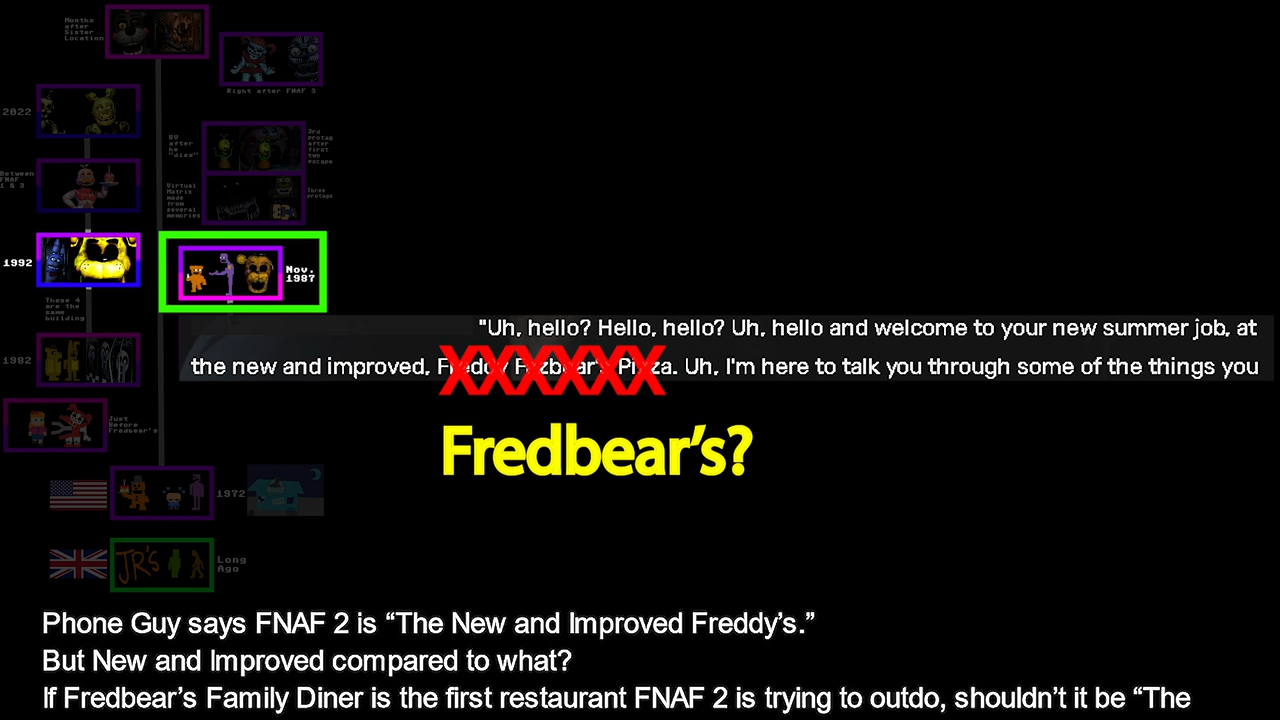 Months
after
Sister
Location
Right after FNAF 3
2022
BV
after
he
"dies"
3rd
protag
after
first
two
escape
Between
FNAF
1 & 3
Virtual
Matrix
made
from
several
memories
Three
protags
1992
Nov.
1987
These 4
are the
same
building
"Uh, hello? Hello, hello? Uh, hello and welcome to your new summer job, at
the new and improved, Freddy Fazbear's Pizza. Uh, I'm here to talk you through some of the things you
XXXXXX
1982
Just
Before
Fredbear's
Fredbear's?
1972
JR'S
Long
Ago
Phone Guy says FNAF 2 is “The New and Improved Freddy's.”
But New and Improved compared to what?
If Fredbear's Family Diner is the first restaurant FNAF 2 is trying to outdo, shouldn't it be “The